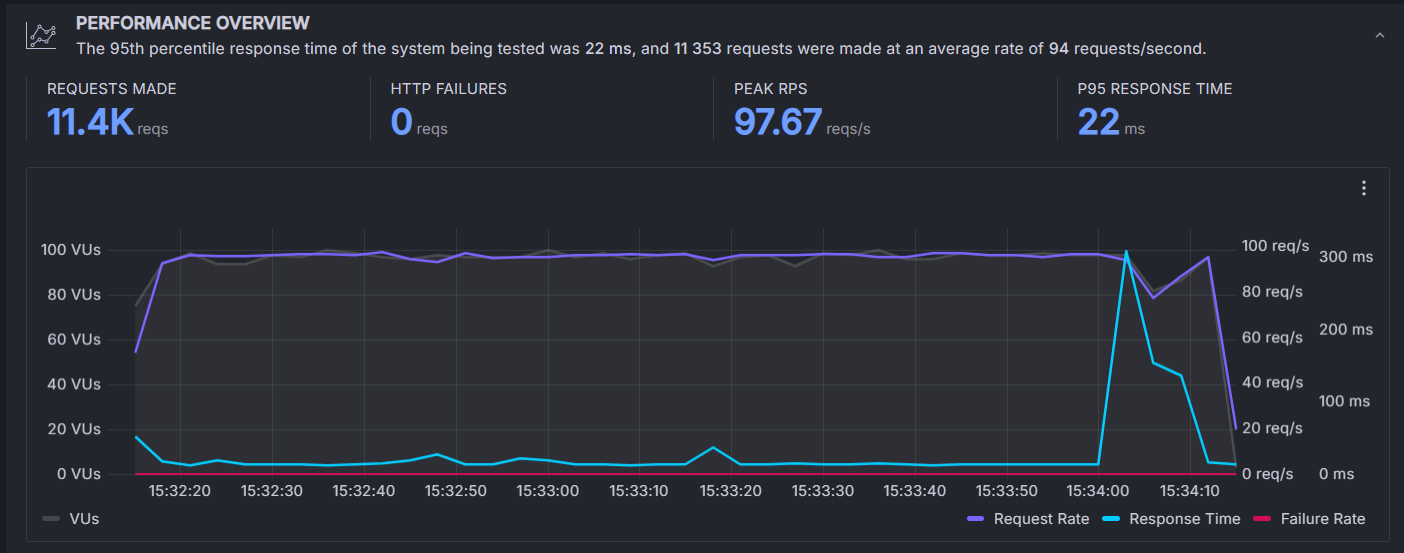 PERFORMANCE OVERVIEW
The 95th percentile response time of the system being tested was 22 ms, and 11 353 requests were made at an average rate of 94 requests/second.
REQUESTS MADE
11.4K reqs
HTTP FAILURES
0 reqs
PEAK RPS
97.67 reqs/s
P95 RESPONSE TIME
22 ms
100 VUs
80 VUs
60 VUs
40 VUs
20 VUs
0 VUs
100 req/s
80 req/s
60 req/s
40 req/s
20 req/s
0 req/s
300 ms
200 ms
100 ms
0 ms
15:32:20 15:32:30 15:32:40 15:32:50 15:33:00 15:33:10 15:33:20 15:33:30 15:33:40 15:33:50 15:34:00 15:34:10
VUs
Request Rate Response Time Failure Rate